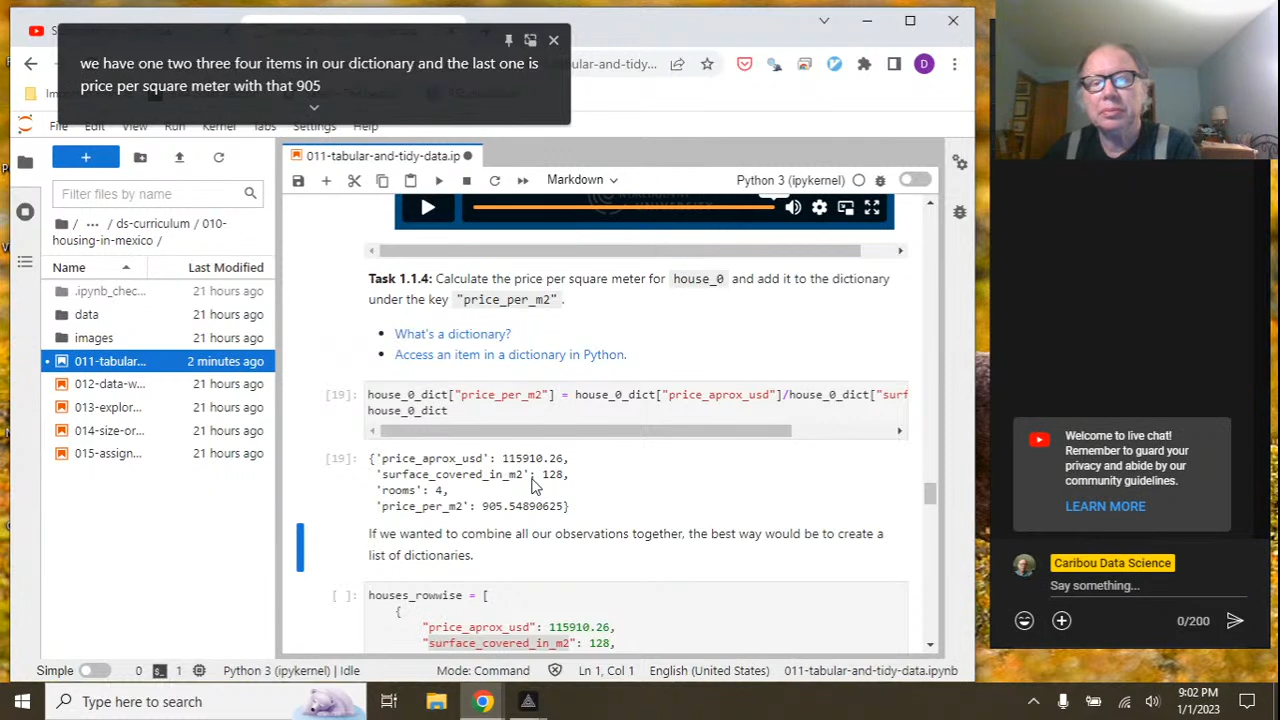 we have one two three four items in our dictionary and the last one is
price per square meter with that 905
tabular-and-tidy...
D
File Edit View Run Kernel Tabs Settings Help
011-tabular-and-tidy-data.ip
Filter files by name
Markdown
Python 3 (ipykernel)
/ ... / ds-curriculum / 010-
housing-in-mexico /
Name Last Modified
.ipynb_chec... 21 hours ago
data 21 hours ago
images 21 hours ago
011-tabular... 2 minutes ago
012-data-w... 21 hours ago
013-explor... 21 hours ago
014-size-or... 21 hours ago
015-assign... 21 hours ago
Task 1.1.4: Calculate the price per square meter for house_0 and add it to the dictionary
under the key "price_per_m2".
What's a dictionary?
Access an item in a dictionary in Python.
[19]: house_0_dict["price_per_m2"] = house_0_dict["price_aprox_usd"]/house_0_dict["surf
house_0_dict
[19]: {'price_aprox_usd': 115910.26,
'surface_covered_in_m2': 128,
'rooms': 4,
'price_per_m2': 905.54890625}
If we wanted to combine all our observations together, the best way would be to create a
list of dictionaries.
[ ]: houses_rowwise = [
{
"price_aprox_usd": 115910.26,
"surface_covered_in_m2": 128,
Simple 0 1 Python 3 (ipykernel) | Idle Mode: Command Ln 1, Col 1 English (United States) 011-tabular-and-tidy-data.ipynb
Welcome to live chat!
Remember to guard your
privacy and abide by our
community guidelines.
LEARN MORE
Caribou Data Science
Say something...
0/200
Type here to search
9:02 PM
1/1/2023